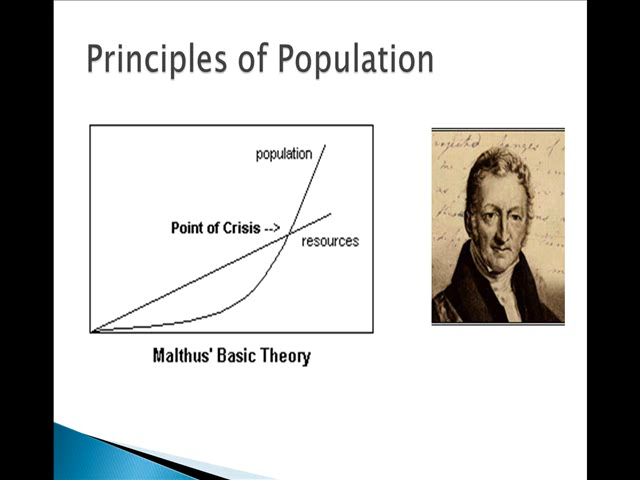 Principles of Population
population
Point of Crisis -->
resources
Malthus' Basic Theory